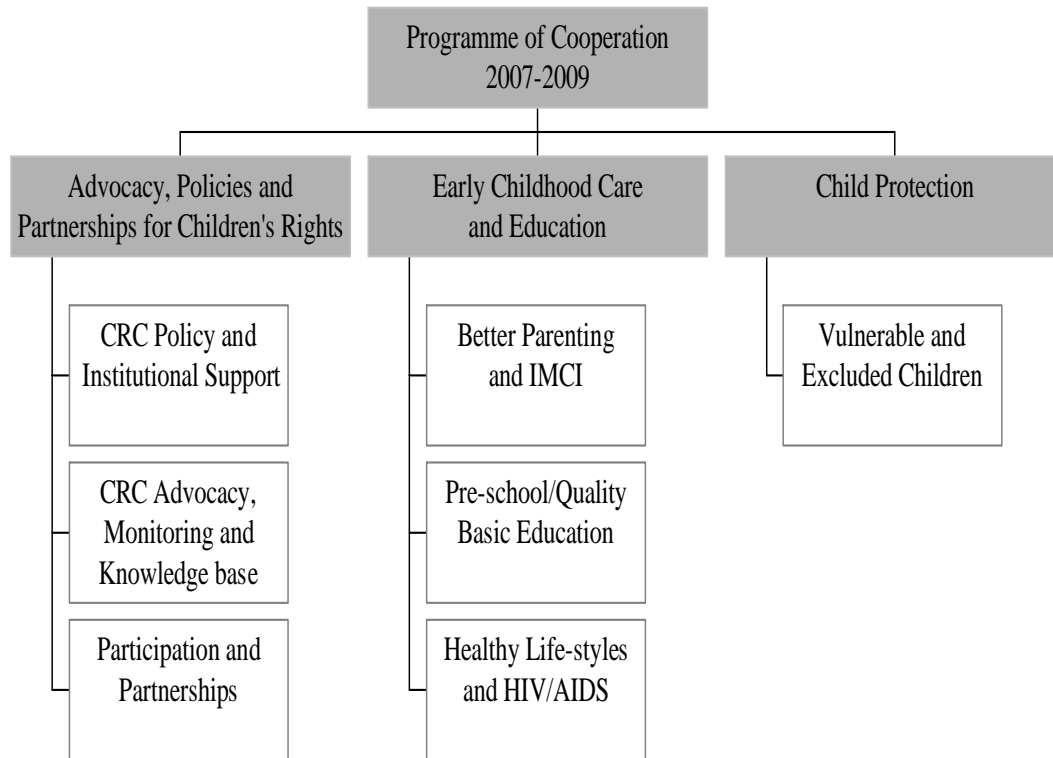 Programme of Cooperation
2007-2009
Advocacy, Policies and
Partnerships for Children's Rights
Early Childhood Care
and Education
Child Protection
CRC Policy and
Institutional Support
CRC Advocacy,
Monitoring and
Knowledge base
Participation and
Partnerships
Better Parenting
and IMCI
Pre-school/Quality
Basic Education
Healthy Life-styles
and HIV/AIDS
Vulnerable and
Excluded Children